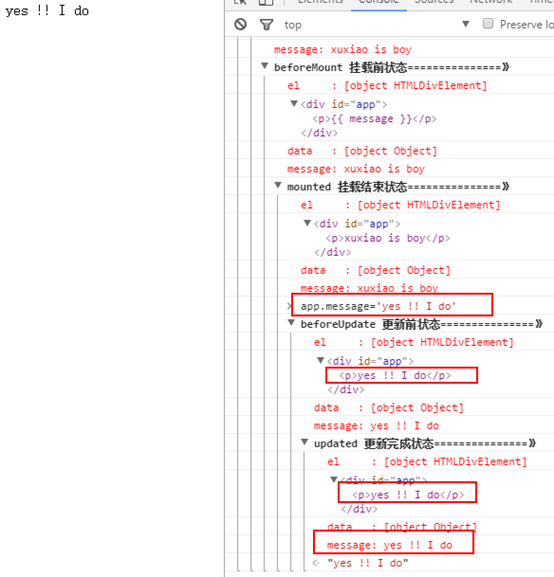 yes !! I do
Elements Console Sources Network Timel
top Preserve lo
message: xuxiao is boy
beforeMount 挂载前状态===============》
el : [object HTMLDivElement]
<div id="app">
<p>{{ message }}</p>
</div>
data : [object Object]
message: xuxiao is boy
mounted 挂载结束状态===============》
el : [object HTMLDivElement]
<div id="app">
<p>xuxiao is boy</p>
</div>
data : [object Object]
message: xuxiao is boy
> app.message='yes !! I do'
beforeUpdate 更新前状态===============》
el : [object HTMLDivElement]
<div id="app">
<p>yes !! I do</p>
</div>
data : [object Object]
message: yes !! I do
updated 更新完成状态===============》
el : [object HTMLDivElement]
<div id="app">
<p>yes !! I do</p>
</div>
data : [object Object]
message: yes !! I do
"yes !! I do"